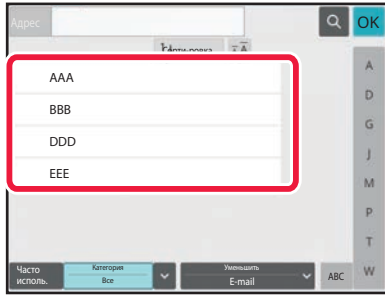 Адрес
OK
AAA
BBB
DDD
EEE
A
D
G
J
M
P
T
W
Часто
исполь.
Категория
Все
Уменьшить
E-mail
ABC